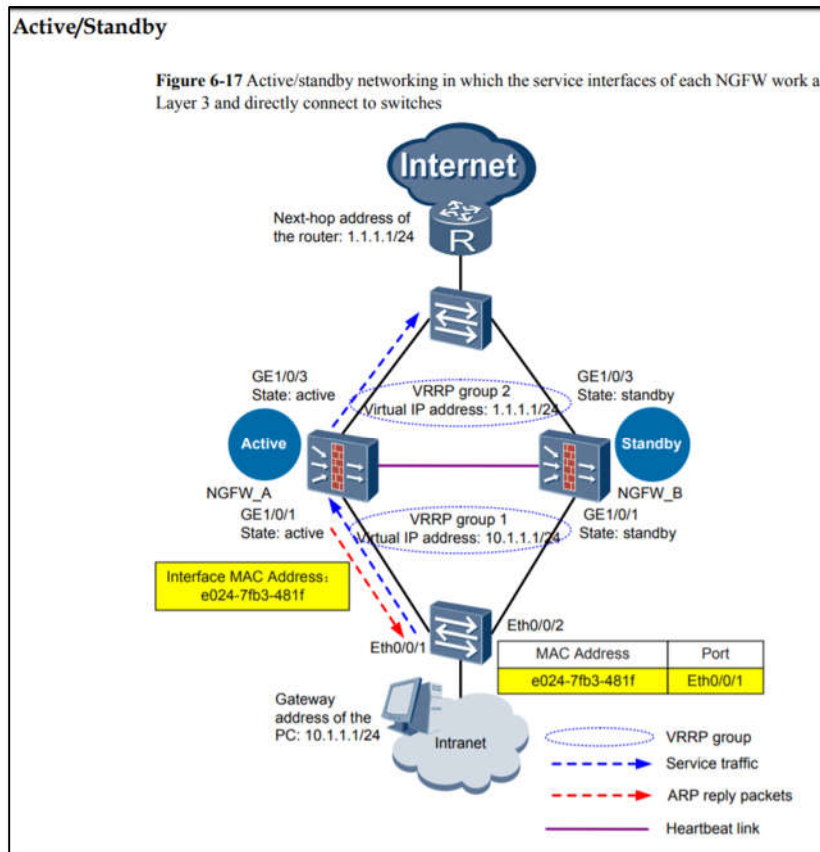 Active/Standby
Figure 6-17 Active/standby networking in which the service interfaces of each NGFW work a
Layer 3 and directly connect to switches
Internet
Next-hop address of
the router: 1.1.1.1/24
R
GE1/0/3
State: active
GE1/0/3
State: standby
VRRP group 2
Virtual IP address: 1.1.1.1/24
Active
Standby
NGFW_A
NGFW_B
GE1/0/1
State: active
GE1/0/1
State: standby
VRRP group 1
Virtual IP address: 10.1.1.1/24
Interface MAC Address:
e024-7fb3-481f
Eth0/0/1
Eth0/0/2
MAC Address Port
e024-7fb3-481f Eth0/0/1
Gateway
address of the
PC: 10.1.1.1/24
Intranet
VRRP group
Service traffic
ARP reply packets
Heartbeat link